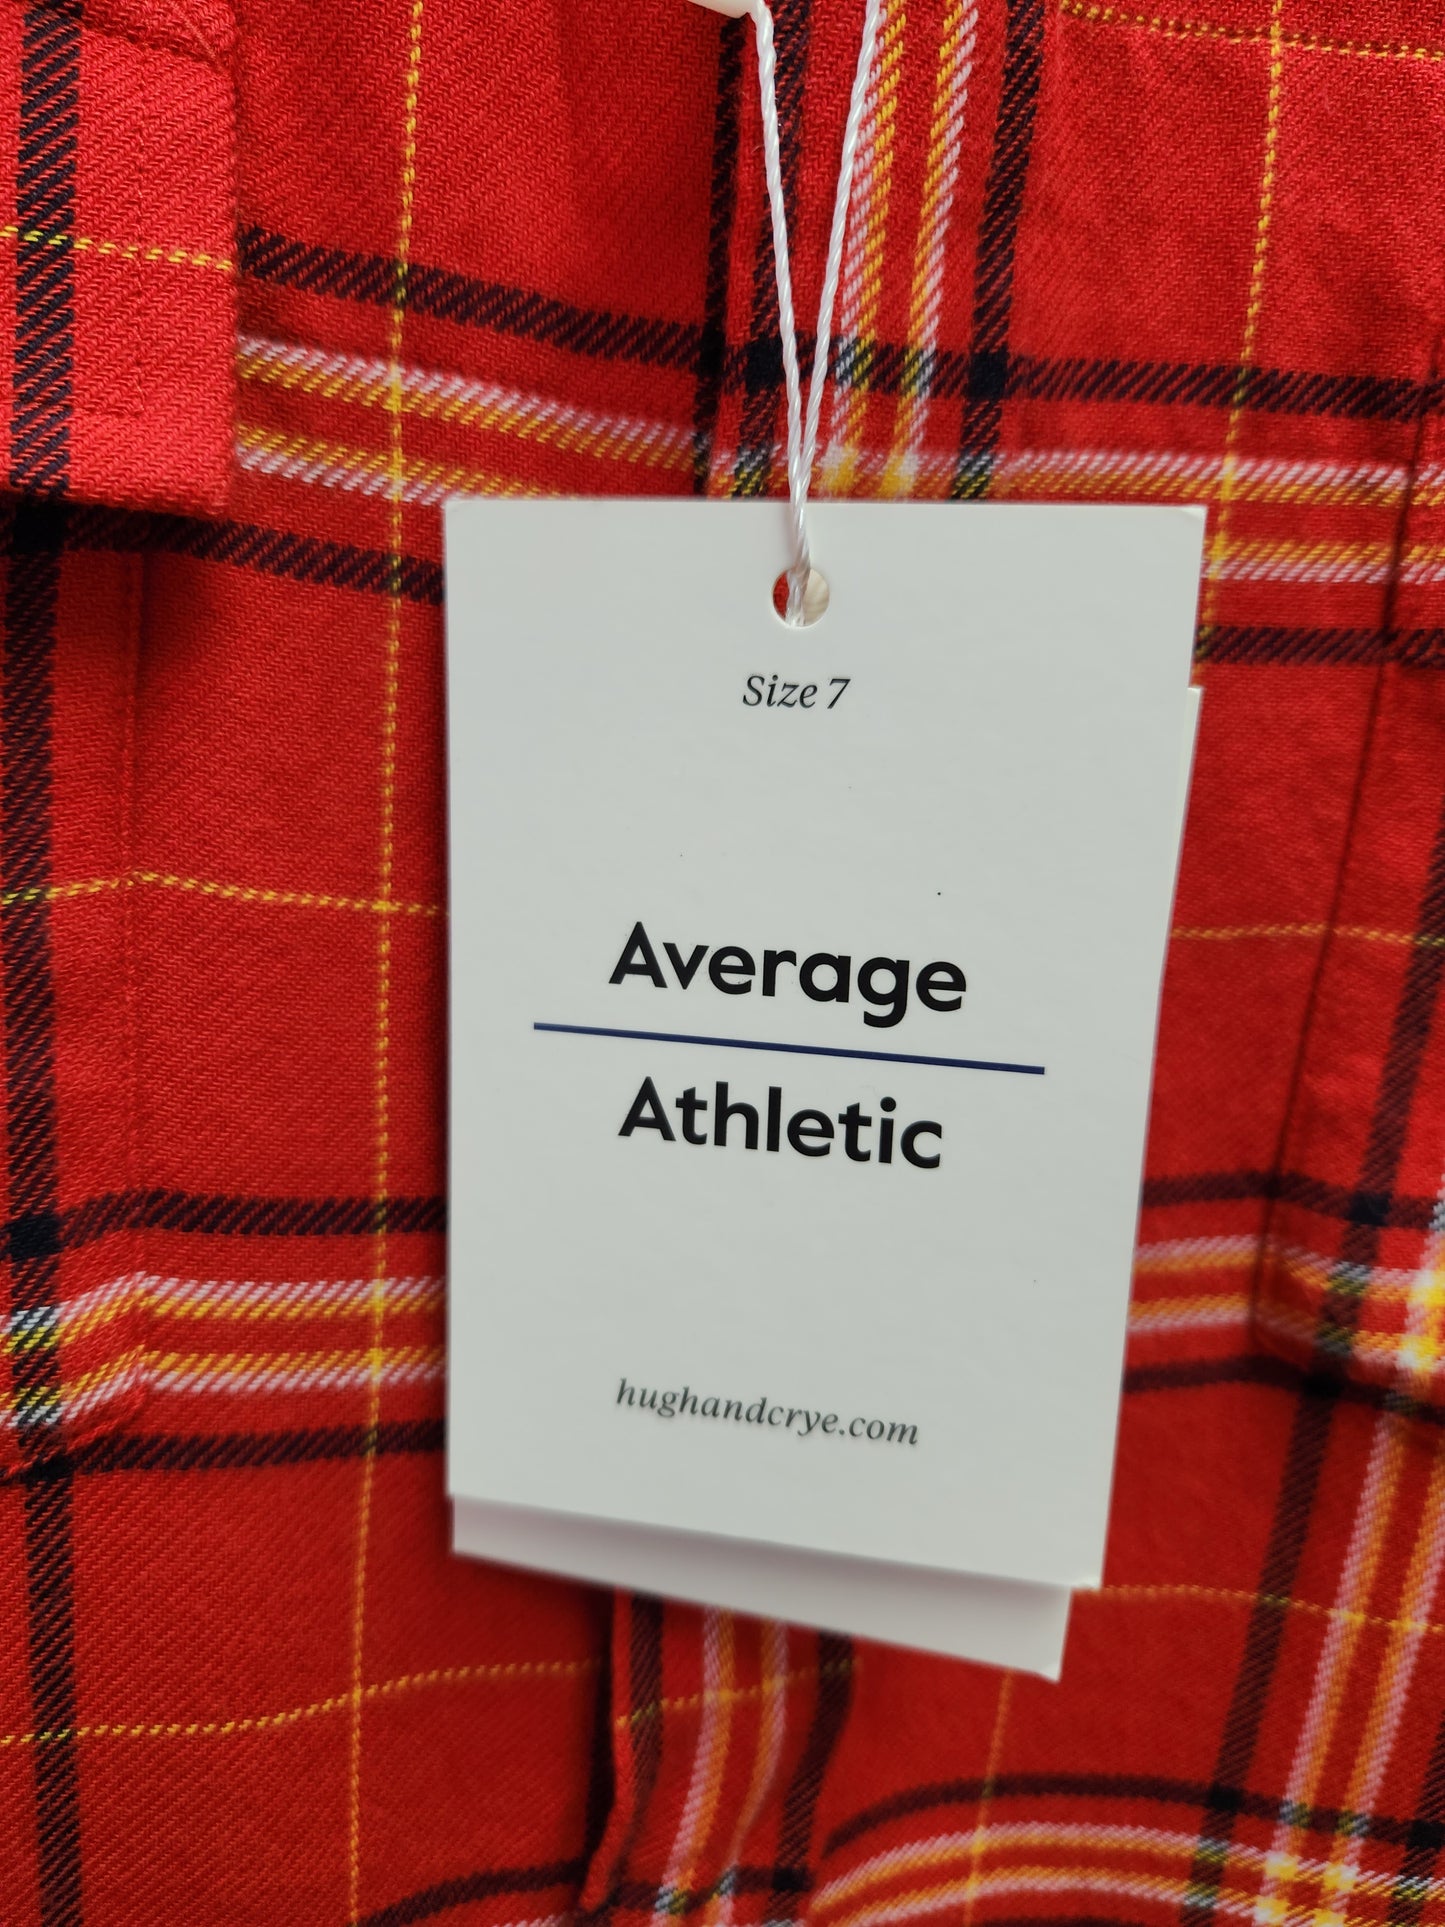 Size 7
Average
Athletic
hughandcrye.com